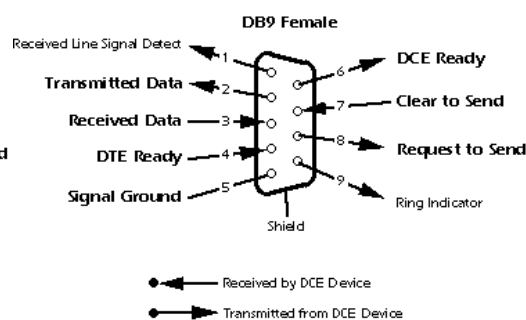 DB9 Female
Received Line Signal Detect
1
6
DCE Ready
Transmitted Data
2
7
Clear to Send
Received Data
3
8
Request to Send
DTE Ready
4
9
Ring Indicator
Signal Ground
5
Shield
Received by DCE Device
Transmitted from DCE Device